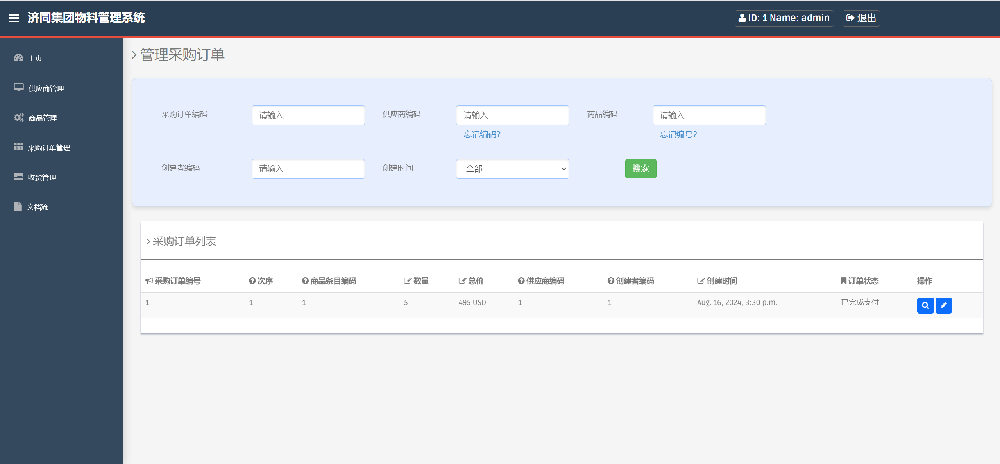 济同集团物料管理系统
ID: 1 Name: admin
退出
主页
供应商管理
商品管理
采购订单管理
收货管理
文档流
管理采购订单
采购订单编码 请输入 供应商编码 请输入 商品编码 请输入
忘记编码? 忘记编号?
创建者编码 请输入 创建时间 全部 搜索
采购订单列表
采购订单编号 次序 商品条目编码 数量 总价 供应商编码 创建者编码 创建时间 订单状态 操作
1 1 1 5 495 USD 1 1 Aug. 16, 2024, 3:30 p.m. 已完成支付